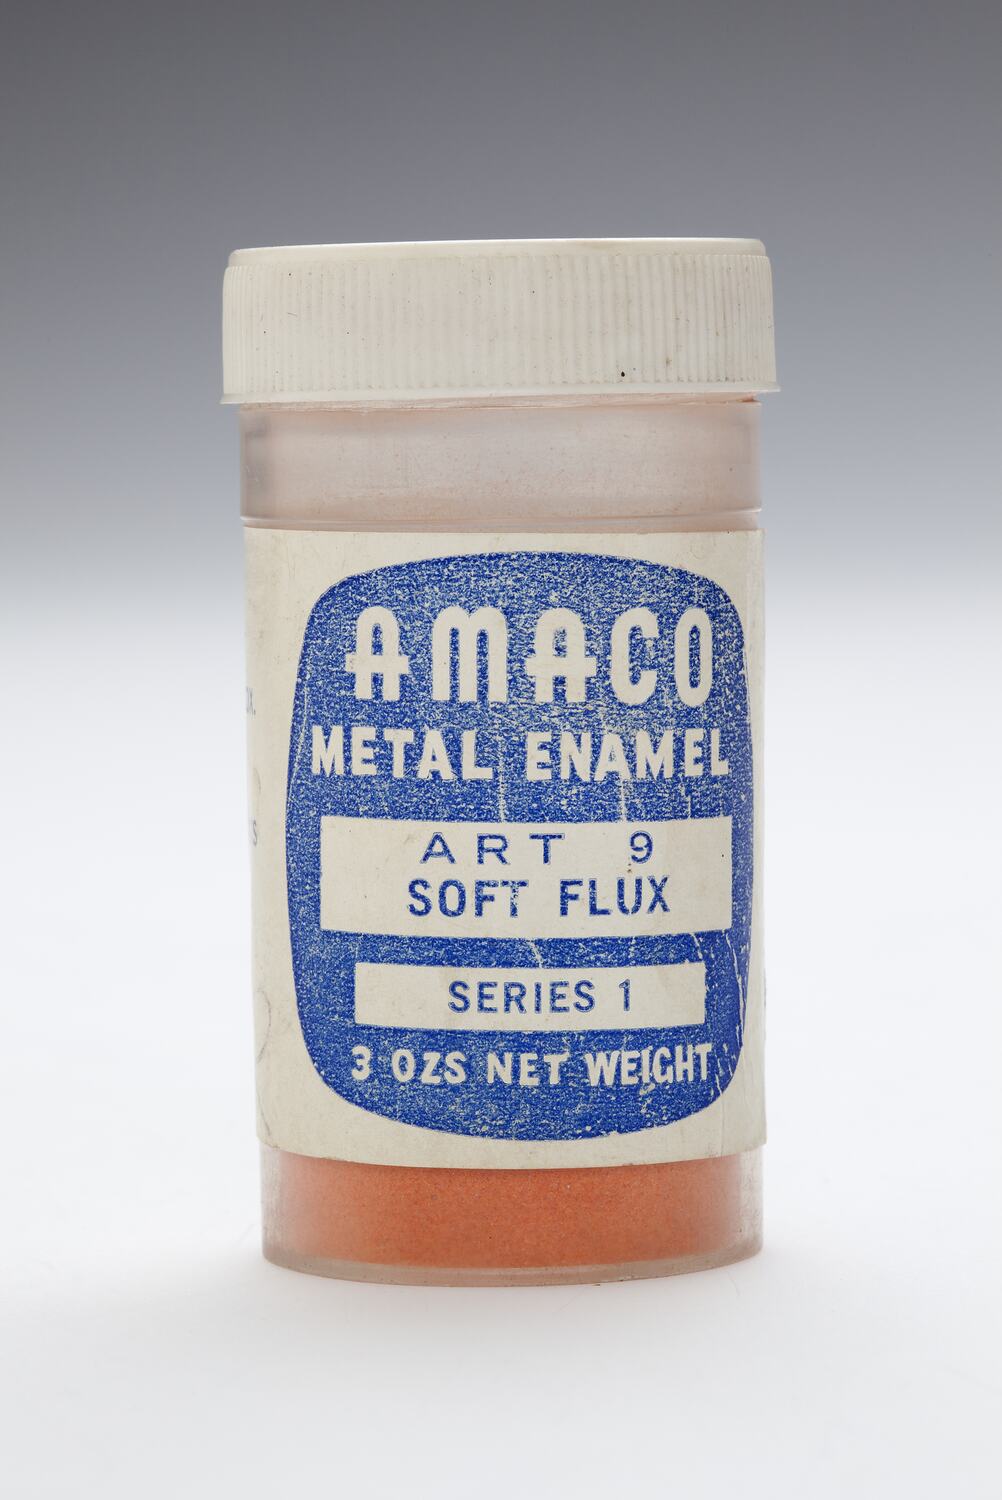 AMACO
METAL ENAMEL
ART 9
SOFT FLUX
SERIES 1
3 OZS NET WEIGHT